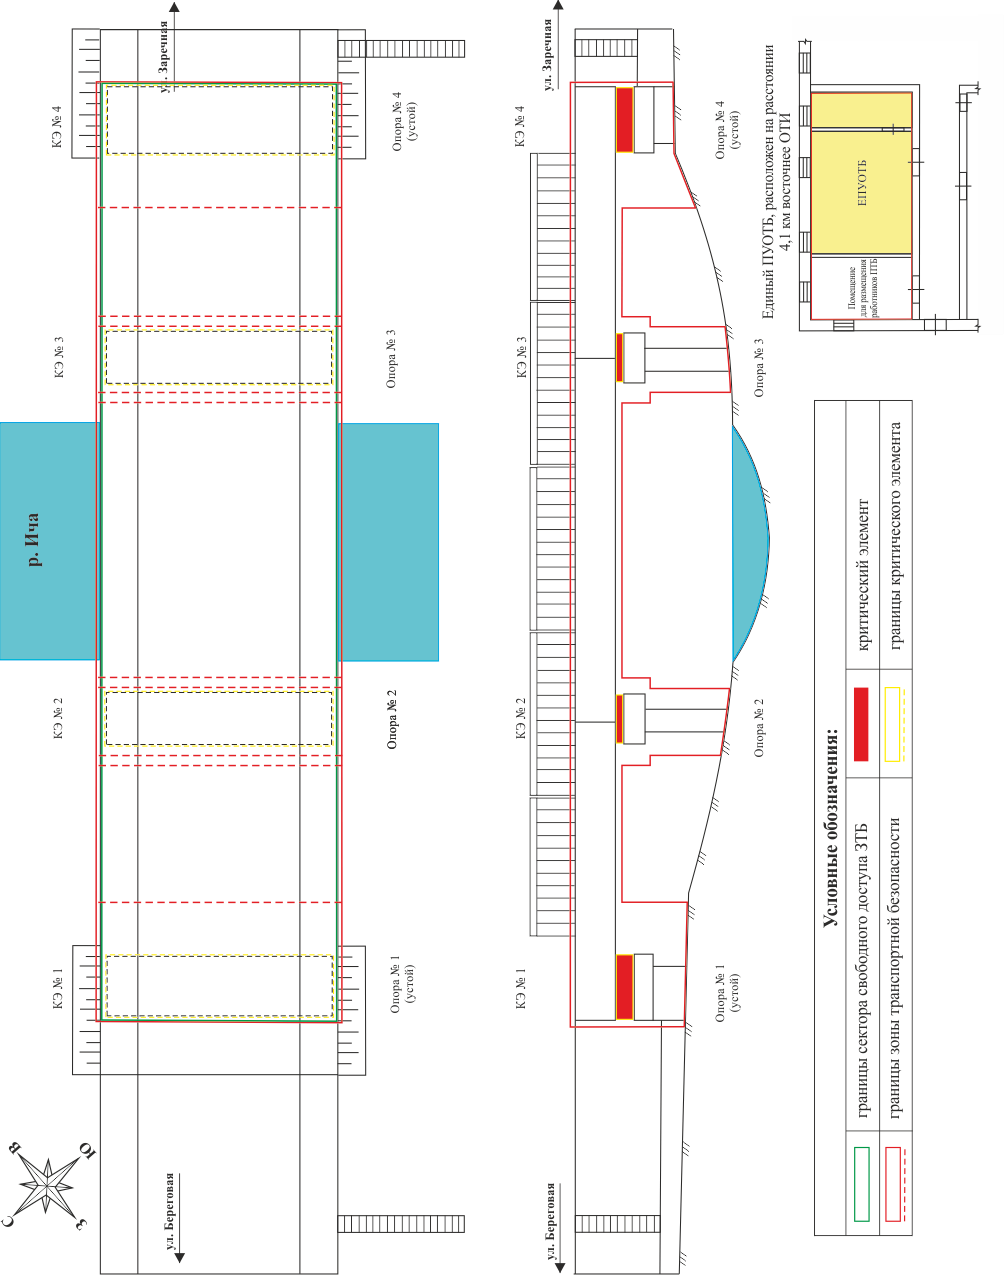 ул. Береговая
ул. Заречная
С
В
Ю
З
р. Ича
КЭ № 1
КЭ № 2
КЭ № 3
КЭ № 4
Опора № 1
(устой)
Опора № 2
Опора № 3
Опора № 4
(устой)
ул. Береговая
ул. Заречная
КЭ № 1
КЭ № 2
КЭ № 3
КЭ № 4
Опора № 1
(устой)
Опора № 2
Опора № 3
Опора № 4
(устой)
Единый ПУОТБ, расположен на расстоянии
4,1 км восточнее ОТИ
Помещение
для размещения
работников ПТБ
ЕПУОТЬ
Условные обозначения:
границы сектора свободного доступа ЗТБ
критический элемент
границы зоны транспортной безопасности
границы критического элемента